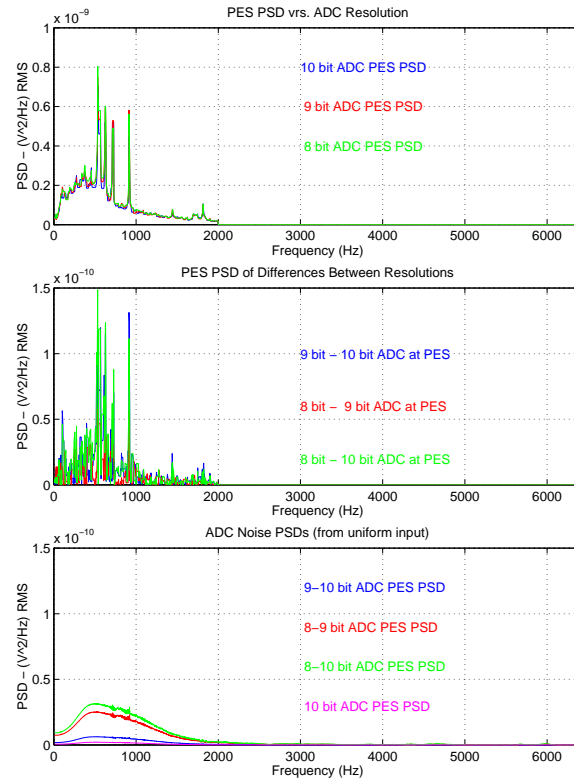 PES PSD vrs. ADC Resolution
x 10^-9
1
0.8
0.6
0.4
0.2
0
PSD − (V^2/Hz) RMS
10 bit ADC PES PSD
9 bit ADC PES PSD
8 bit ADC PES PSD
0 1000 2000 3000 4000 5000 6000
Frequency (Hz)
PES PSD of Differences Between Resolutions
x 10^-10
1.5
1
0.5
0
PSD − (V^2/Hz) RMS
9 bit − 10 bit ADC at PES
8 bit − 9 bit ADC at PES
8 bit − 10 bit ADC at PES
0 1000 2000 3000 4000 5000 6000
Frequency (Hz)
ADC Noise PSDs (from uniform input)
x 10^-10
1.5
1
0.5
0
PSD − (V^2/Hz) RMS
9−10 bit ADC PES PSD
8−9 bit ADC PES PSD
8−10 bit ADC PES PSD
10 bit ADC PES PSD
0 1000 2000 3000 4000 5000 6000
Frequency (Hz)